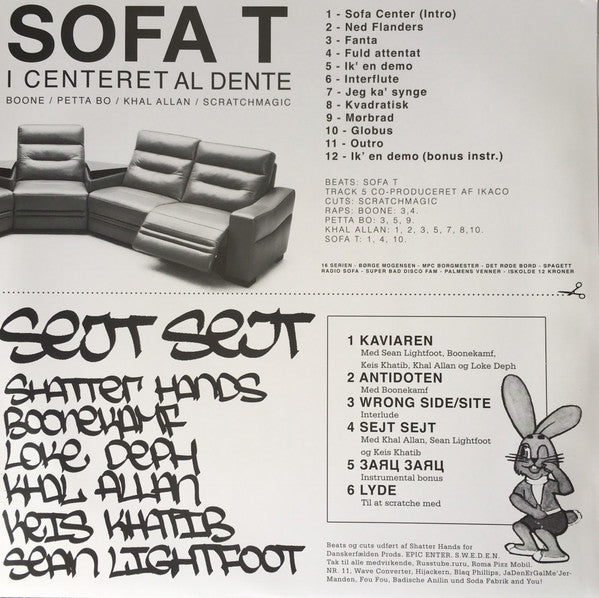 SOFA T
I CENTERET AL DENTE
BOONE / PETTA BO / KHAL ALLAN / SCRATCHMAGIC
1 - Sofa Center (Intro)
2 - Ned Flanders
3 - Fanta
4 - Fuld attentat
5 - Ik' en demo
6 - Interflute
7 - Jeg ka' synge
8 - Kvadratisk
9 - Mørbrad
10 - Globus
11 - Outro
12 - Ik' en demo (bonus instr.)
BEATS: SOFA T
TRACK 5 CO-PRODUCERET AF IKACO
CUTS: SCRATCHMAGIC
RAPS: BOONE: 3,4.
PETTA BO: 3, 5, 9.
KHAL ALLAN: 1, 2, 3, 5, 7, 8,10.
SOFA T: 1, 4, 10.
16 SERIEN - BØRGE MOGENSEN - MPC BORGMESTER - DET RØDE BORD - SPAGETT
RADIO SOFA - SUPER BAD DISCO FAM - PALMENS VENNER - ISKOLDE 12 KRONER
SEJT SEJT
SHATTER HANDS
BOONEKAMF
LOKE DEPH
KHAL ALLAN
KEIS KHATIB
SEAN LIGHTFOOT
1 KAVIAREN
Med Sean Lightfoot, Boonekamf,
Keis Khatib, Khal Allan og Loke Deph
2 ANTIDOTEN
Med Boonekamf
3 WRONG SIDE/SITE
Interlude
4 SEJT SEJT
Med Khal Allan, Sean Lightfoot
og Keis Khatib
5 ЗАЯЦ ЗАЯЦ
Instrumental bonus
6 LYDE
Til at scratche med
Beats og cuts udført af Shatter Hands for
Danskerfælden Prods. EPIC ENTER. S.W.E.D.E.N.
Tak til alle medvirkende, Russtube.ruru, Roma Pizz Mobil.
NR. 11, Wave Converter, Hijackern, Blaq Phillips, JaDenErGalMe'Jer-
Manden, Fou Fou, Badische Anilin und Soda Fabrik and You!